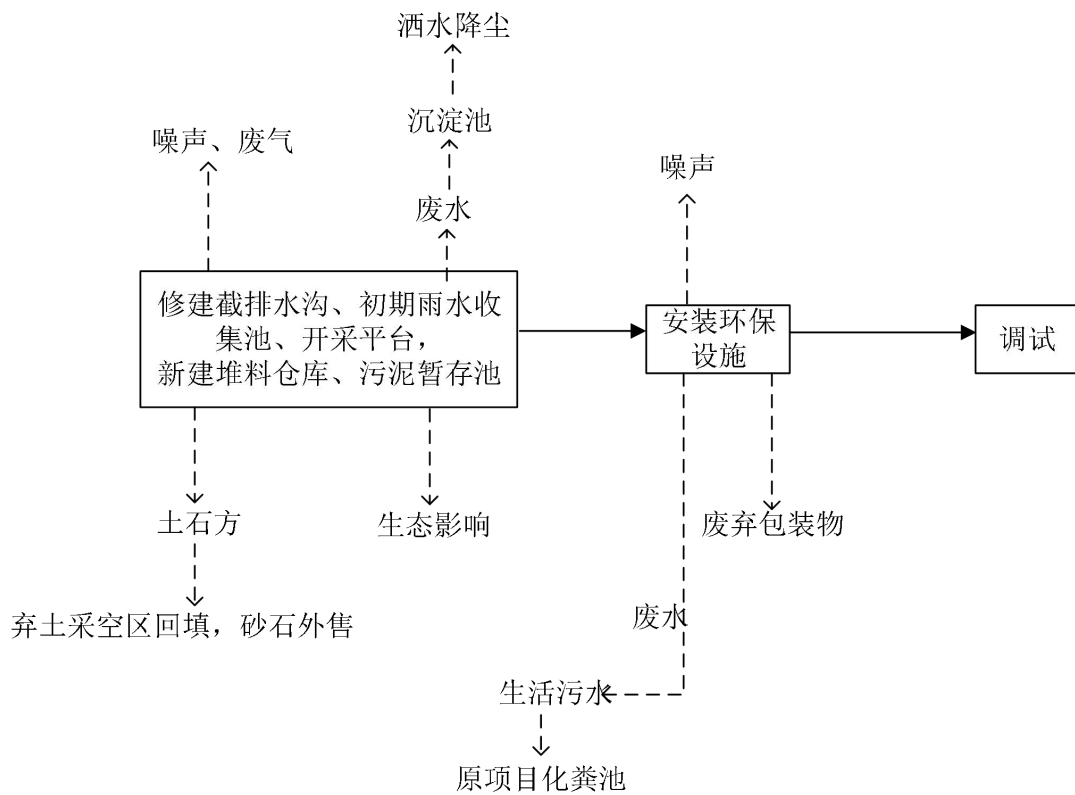 洒水降尘
沉淀池
噪声、废气
噪声
废水
修建截排水沟、初期雨水收
集池、开采平台，
新建堆料仓库、污泥暂存池
安装环保
设施
调试
土石方
生态影响
废弃包装物
弃土采空区回填，砂石外售
废水
生活污水
原项目化粪池